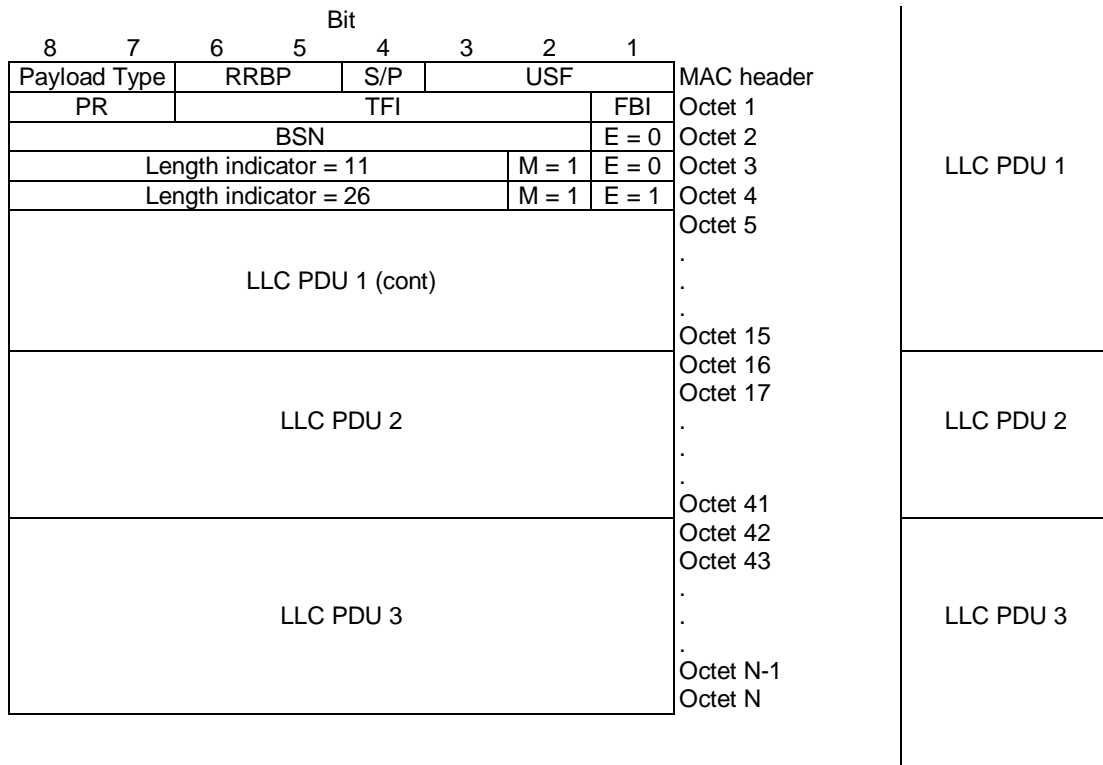 Bit
8 7 6 5 4 3 2 1
Payload Type RRBP S/P USF MAC header
PR TFI FBI Octet 1
BSN E = 0 Octet 2
Length indicator = 11 M = 1 E = 0 Octet 3 LLC PDU 1
Length indicator = 26 M = 1 E = 1 Octet 4
Octet 5
.
LLC PDU 1 (cont) .
.
Octet 15
Octet 16
Octet 17
LLC PDU 2 . LLC PDU 2
.
.
Octet 41
Octet 42
Octet 43
.
LLC PDU 3 . LLC PDU 3
.
Octet N-1
Octet N